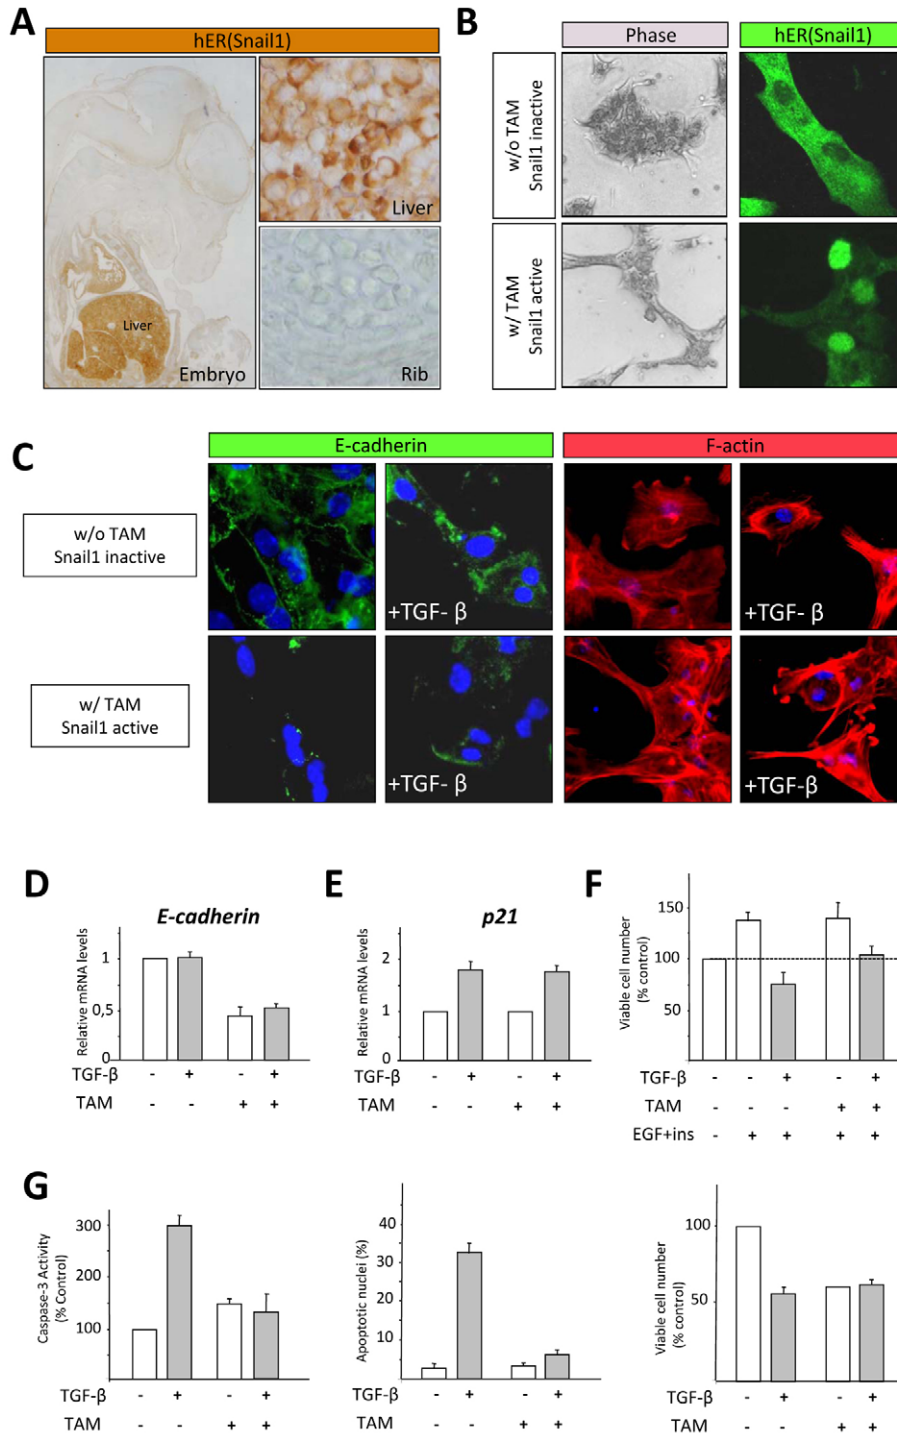 A
hER(Snail1)
Liver
Embryo
Liver
Rib
B
Phase
hER(Snail1)
w/o TAM
Snail1 inactive
w/ TAM
Snail1 active
C
E-cadherin
F-actin
w/o TAM
Snail1 inactive
+TGF- β
+TGF- β
w/ TAM
Snail1 active
+TGF- β
+TGF-β
D
E-cadherin
Relative mRNA levels
1
0,5
0
TGF-β - + - +
TAM - - + +
E
p21
Relative mRNA levels
2
1
0
TGF-β - + - +
TAM - - + +
F
Viable cell number
(% control)
150
100
50
TGF-β - - + - +
TAM - - - + +
EGF+ins - + + + +
G
Caspase-3 Activity
(% Control)
300
200
150
100
TGF-β - + - +
TAM - - + +
Apoptotic nuclei (%)
40
30
20
10
TGF-β - + - +
TAM - - + +
Viable cell number
(% control)
100
50
TGF-β - + - +
TAM - - + +